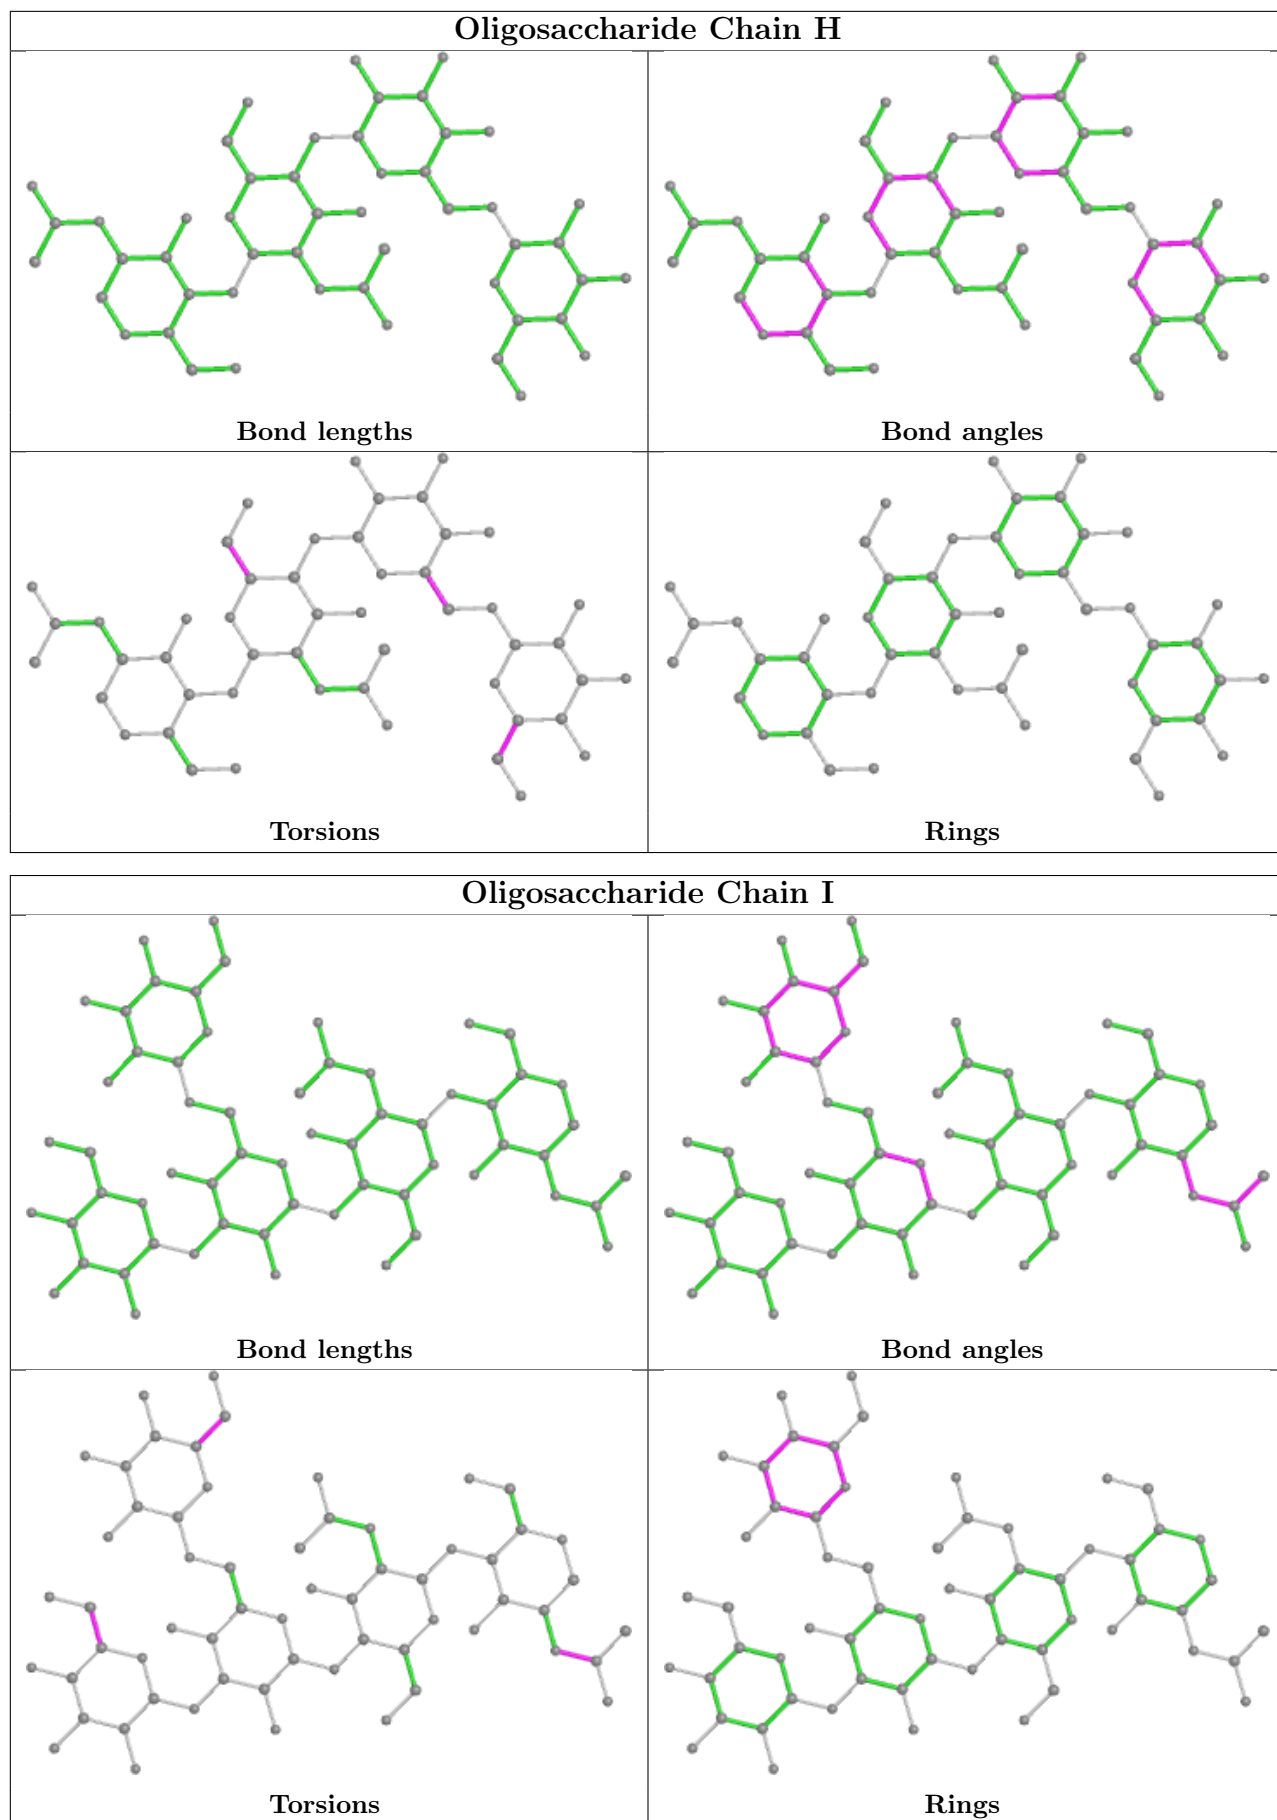 Oligosaccharide Chain H
Bond lengths
Bond angles
Torsions
Rings
Oligosaccharide Chain I
Bond lengths
Bond angles
Torsions
Rings